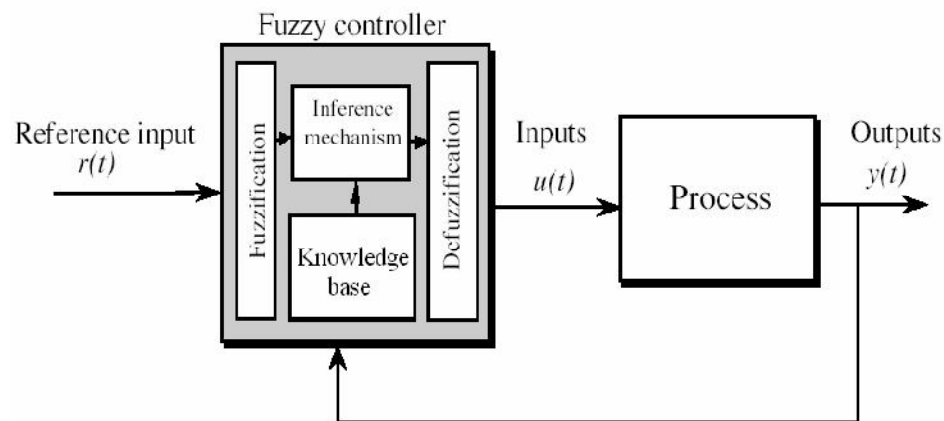 Fuzzy controller
Reference input
r(t)
Fuzzification
Inference
mechanism
Knowledge
base
Defuzzification
Inputs
u(t)
Process
Outputs
y(t)